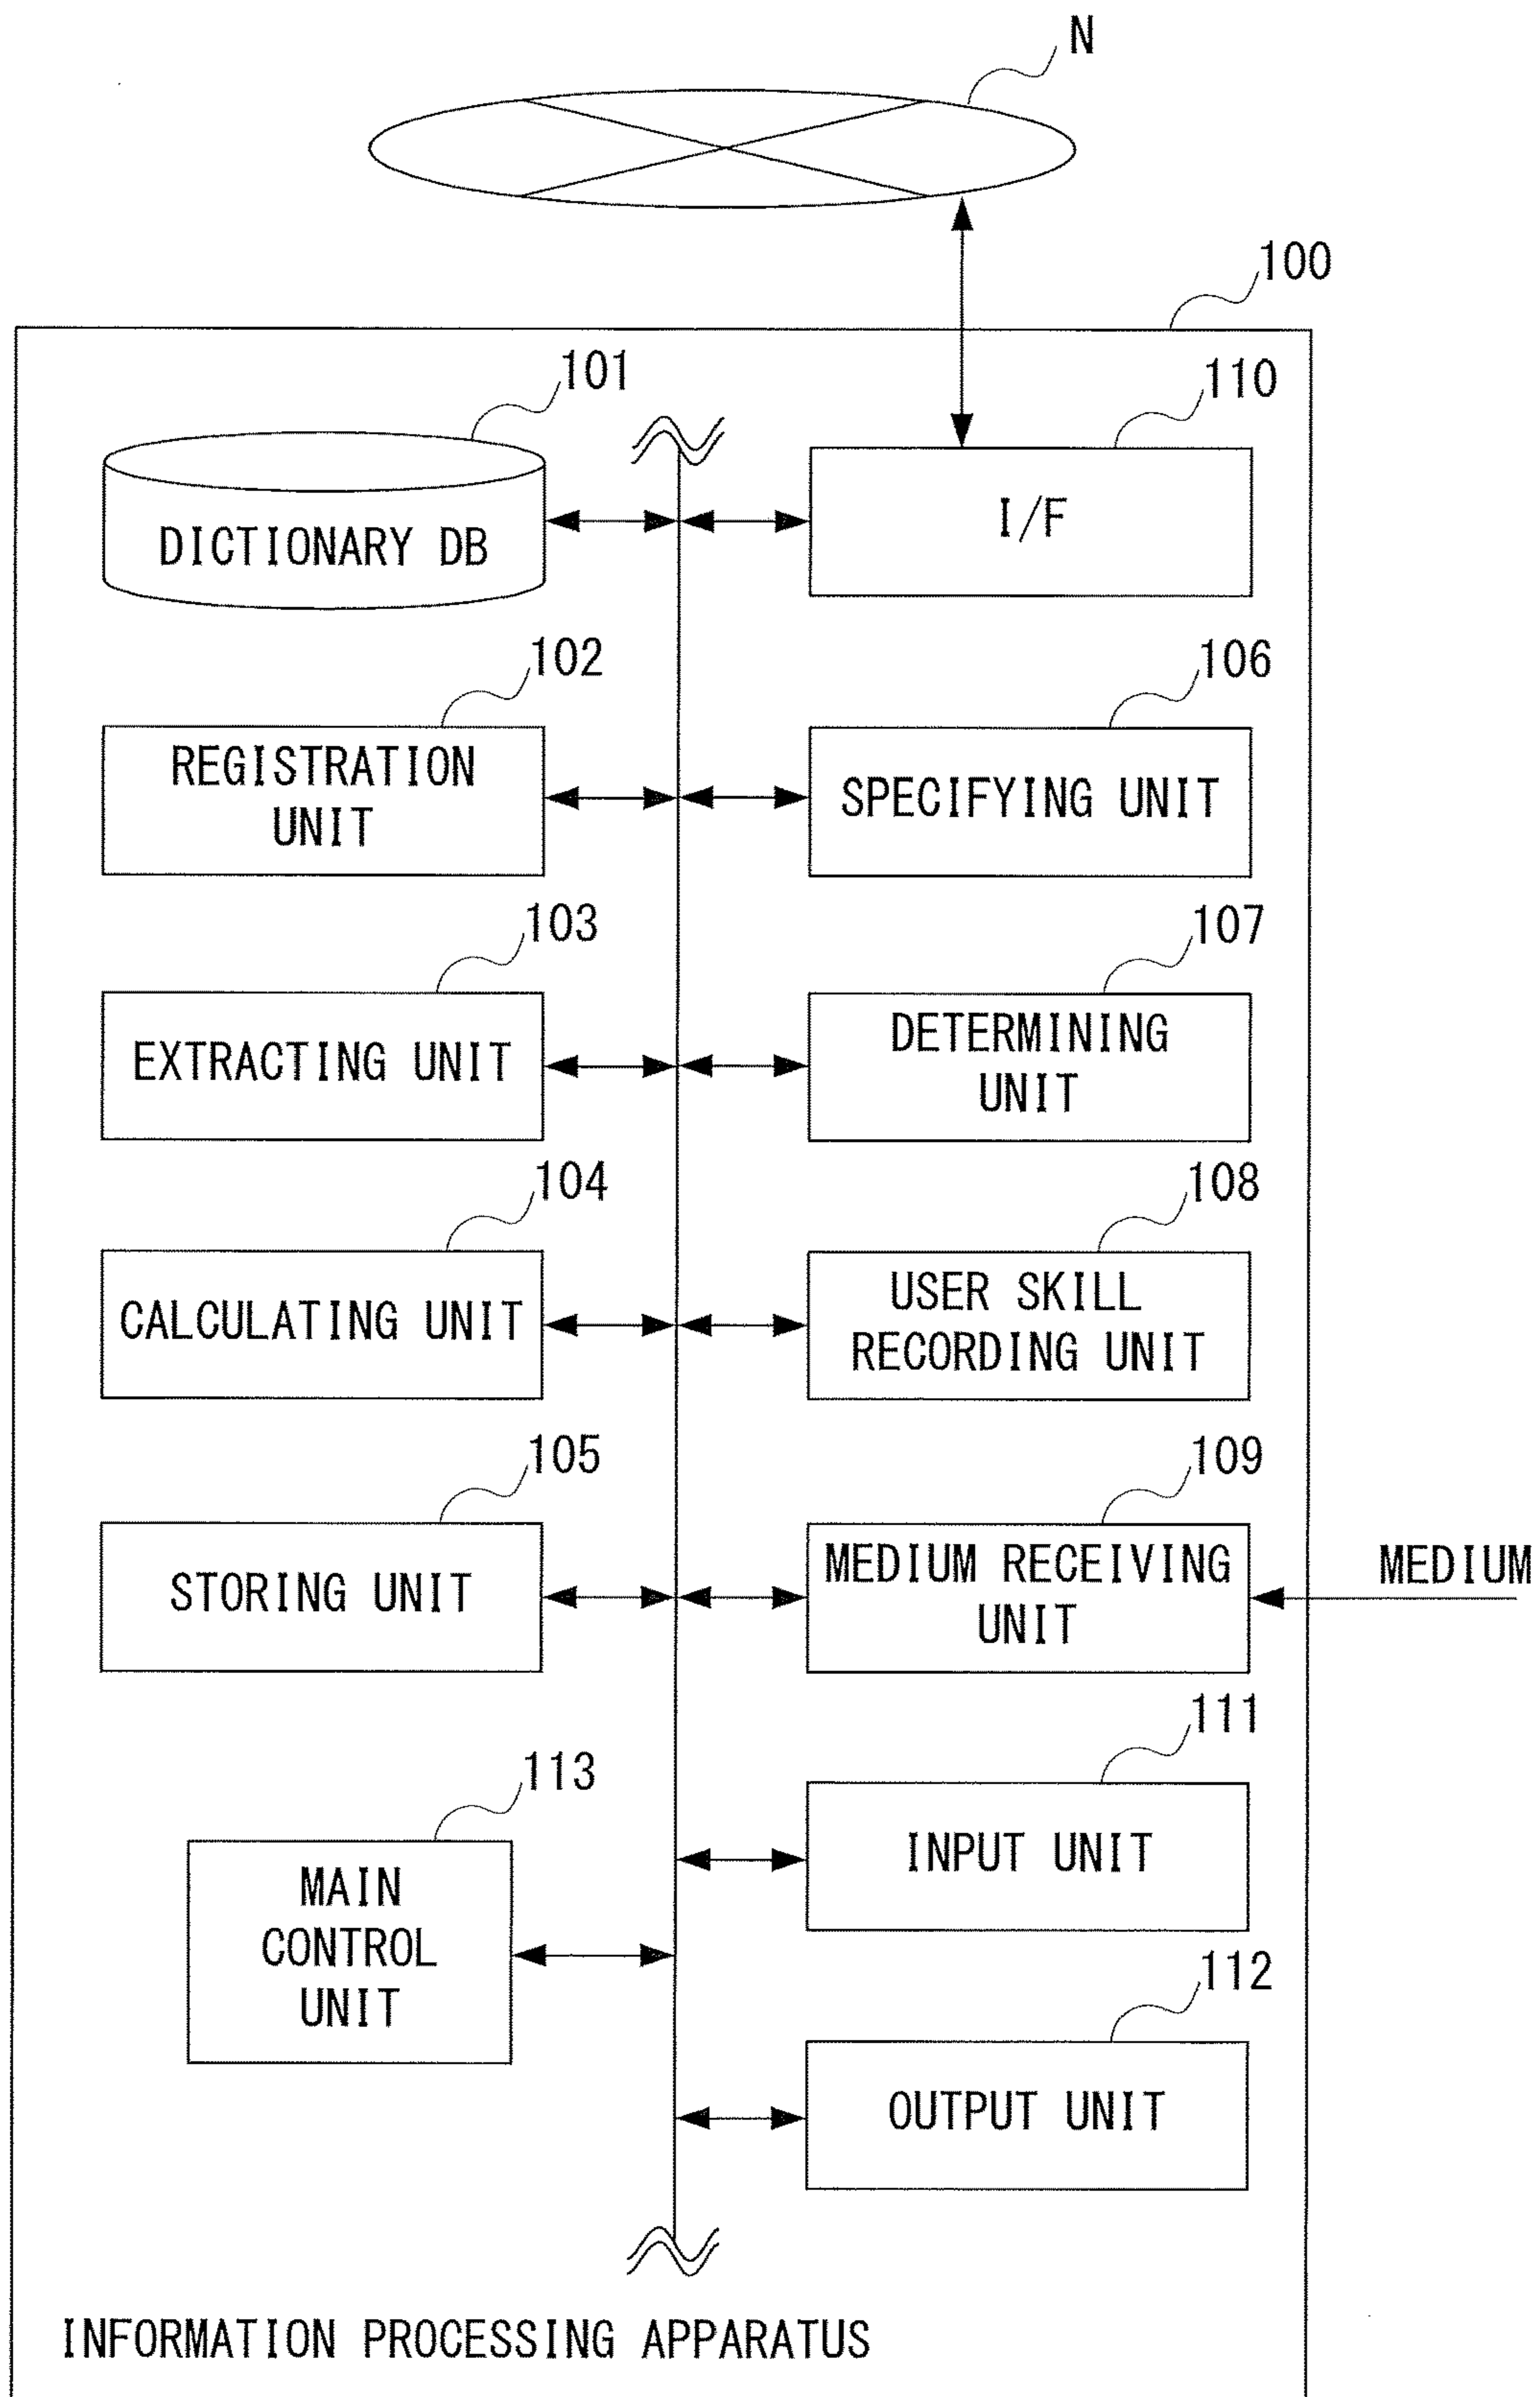 N
100
101
110
DICTIONARY DB
I/F
102
106
REGISTRATION
UNIT
SPECIFYING UNIT
103
107
EXTRACTING UNIT
DETERMINING
UNIT
104
108
CALCULATING UNIT
USER SKILL
RECORDING UNIT
105
109
STORING UNIT
MEDIUM RECEIVING
UNIT
MEDIUM
113
111
MAIN
CONTROL
UNIT
INPUT UNIT
112
OUTPUT UNIT
INFORMATION PROCESSING APPARATUS